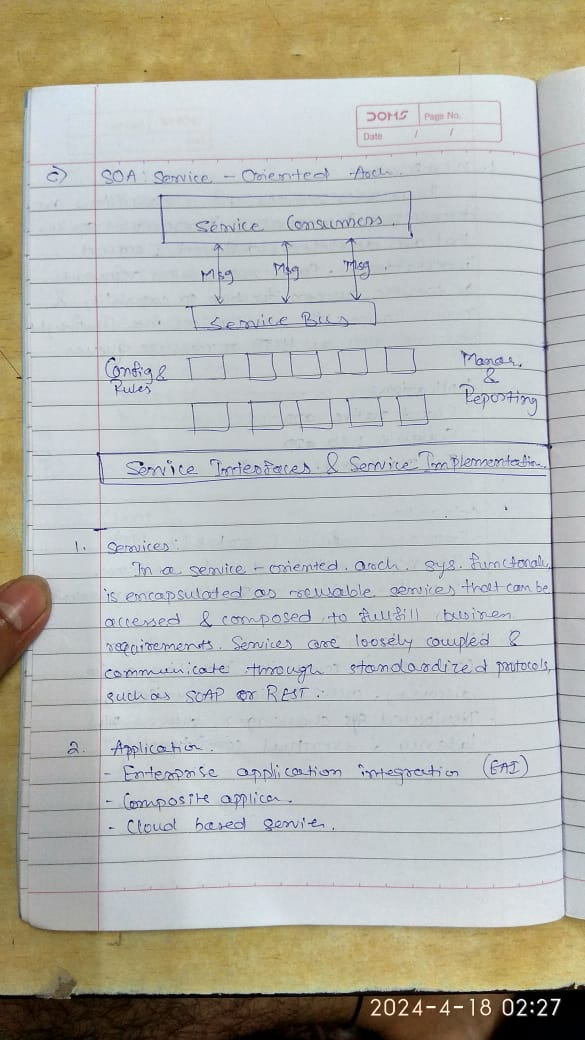 DOMS
Page No.
Date / /
c) SOA: Service - Oriented Arch.
Service Consumers.
Msg Msg Msg
Service Bus
Config & Rules
Manag. & Reporting
Service Interfaces & Service Implementation.
1. Services:
In a service - oriented arch. sys. functonali
is encapsulated as reusable services that can be
accessed & composed to fullfill business
requirements. Services are loosely coupled &
communicate through standardized protocols,
such as SOAP or REST.
2. Application.
- Enterprise application integration (EAI)
- Composite applica.
- Cloud based servies.
2024-4-18 02:27